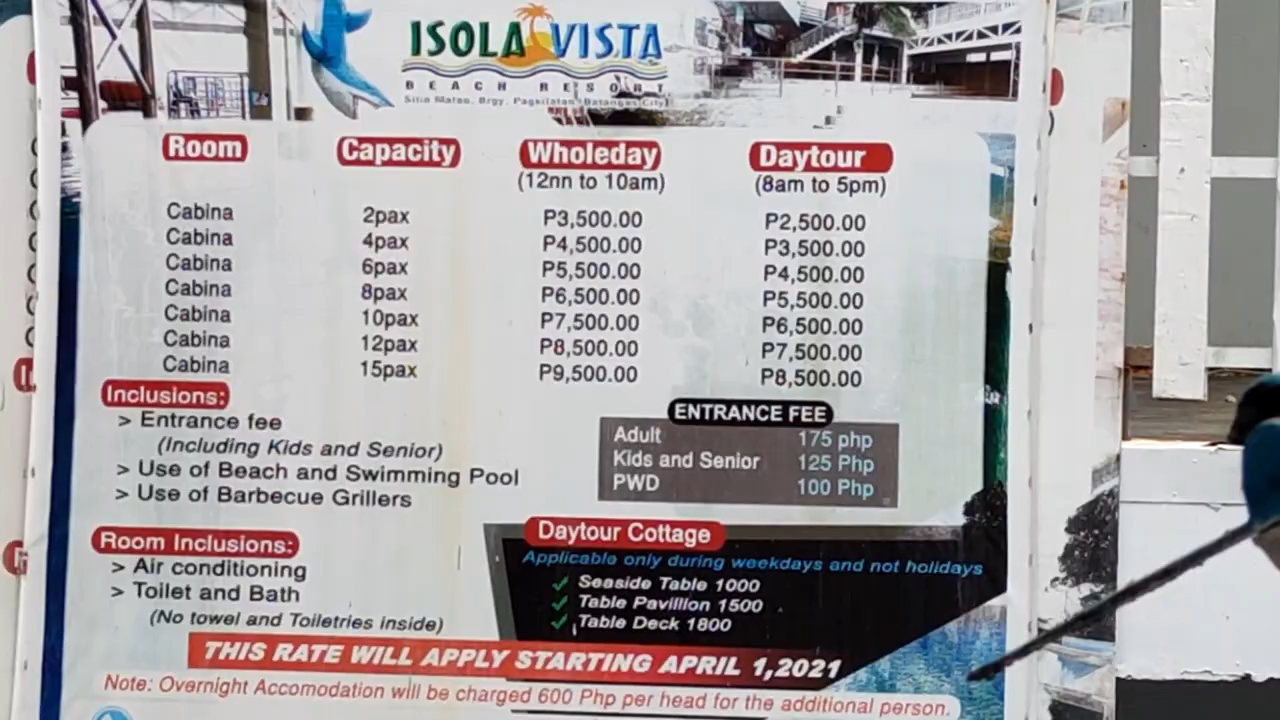 ISOLA VISTA
BEACH RESORT
Sitio Matoo, Brgy. Pagkilatan, Batangas City
Room Capacity Wholeday Daytour
(12nn to 10am) (8am to 5pm)
Cabina 2pax P3,500.00 P2,500.00
Cabina 4pax P4,500.00 P3,500.00
Cabina 6pax P5,500.00 P4,500.00
Cabina 8pax P6,500.00 P5,500.00
Cabina 10pax P7,500.00 P6,500.00
Cabina 12pax P8,500.00 P7,500.00
Cabina 15pax P9,500.00 P8,500.00
Inclusions:
> Entrance fee
(Including Kids and Senior)
> Use of Beach and Swimming Pool
> Use of Barbecue Grillers
ENTRANCE FEE
Adult 175 php
Kids and Senior 125 Php
PWD 100 Php
Room Inclusions:
> Air conditioning
> Toilet and Bath
(No towel and Toiletries inside)
Daytour Cottage
Applicable only during weekdays and not holidays
Seaside Table 1000
Table Pavillion 1500
Table Deck 1800
THIS RATE WILL APPLY STARTING APRIL 1,2021
Note: Overnight Accomodation will be charged 600 Php per head for the additional person.